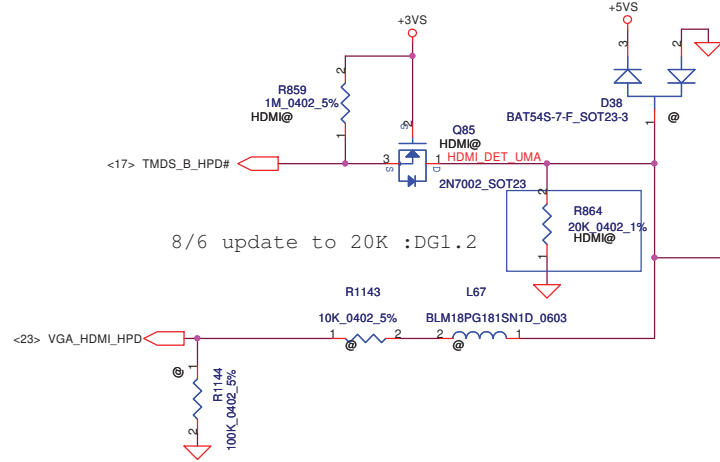 +3VS
+5VS
3
2
2
R859
1M_0402_5%
HDMI@
1
G
2
Q85
HDMI@
D38
BAT54S-7-F_SOT23-3
1
@
<17> TMDS_B_HPD#
3
S
1
D
HDMI_DET_UMA
2N7002_SOT23
2
R864
20K_0402_1%
HDMI@
1
8/6 update to 20K :DG1.2
R1143
L67
10K_0402_5%
BLM18PG181SN1D_0603
<23> VGA_HDMI_HPD
1
2
2
1
@
@
@
1
R1144
100K_0402_5%
2